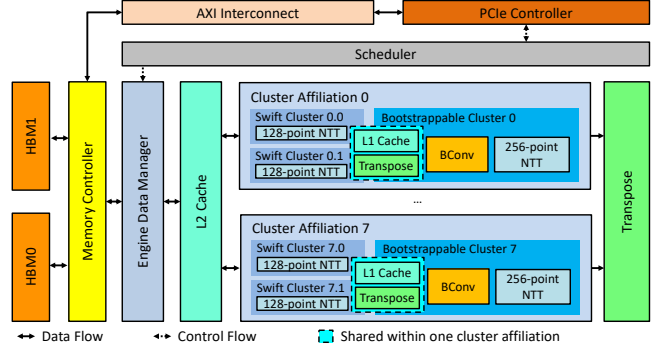 AXI Interconnect
PCIe Controller
Scheduler
HBM1
HBM0
Memory Controller
Engine Data Manager
L2 Cache
Cluster Affiliation 0
Swift Cluster 0.0
128-point NTT
Swift Cluster 0.1
128-point NTT
Bootstrappable Cluster 0
L1 Cache
Transpose
BConv
256-point
NTT
...
Cluster Affiliation 7
Swift Cluster 7.0
128-point NTT
Swift Cluster 7.1
128-point NTT
Bootstrappable Cluster 7
L1 Cache
Transpose
BConv
256-point
NTT
Transpose
Data Flow
Control Flow
Shared within one cluster affiliation